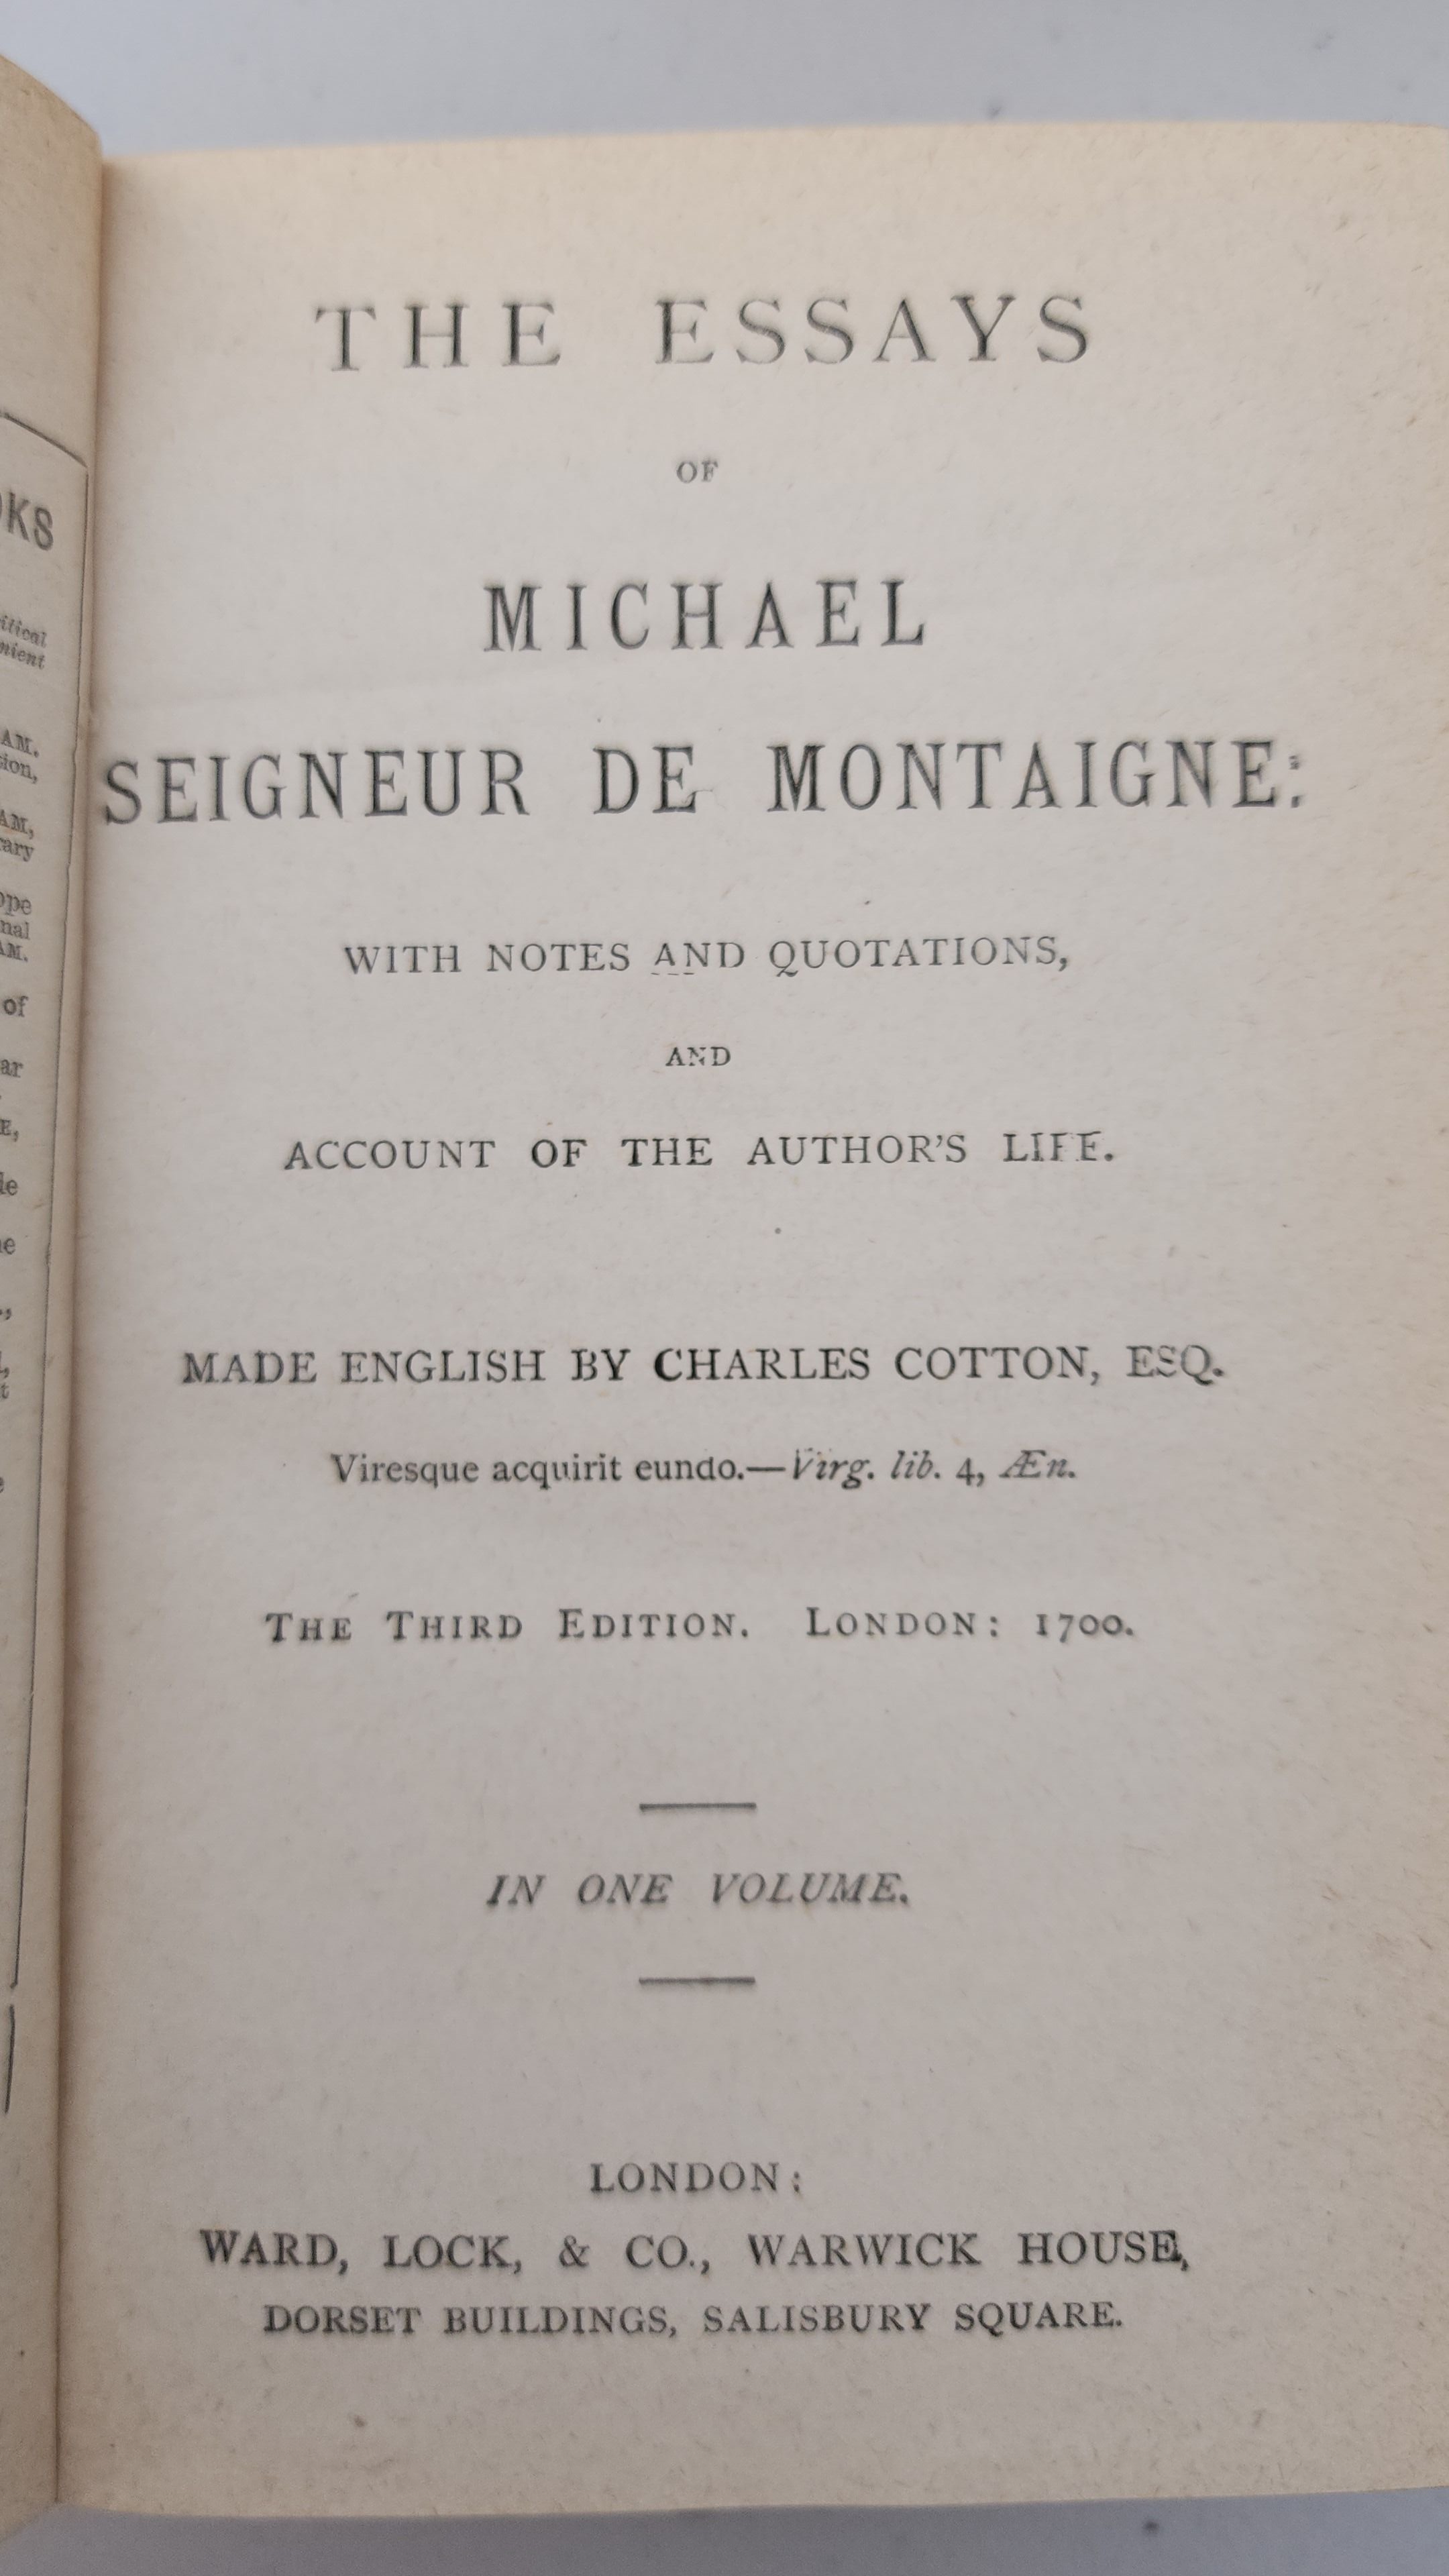 THE ESSAYS
OF
MICHAEL
SEIGNEUR DE MONTAIGNE:
WITH NOTES AND QUOTATIONS,
AND
ACCOUNT OF THE AUTHOR'S LIFE.
MADE ENGLISH BY CHARLES COTTON, ESQ.
Viresque acquirit eundo.—Virg. lib. 4, Æn.
THE THIRD EDITION. LONDON: 1700.
IN ONE VOLUME.
LONDON:
WARD, LOCK, & CO., WARWICK HOUSE,
DORSET BUILDINGS, SALISBURY SQUARE.